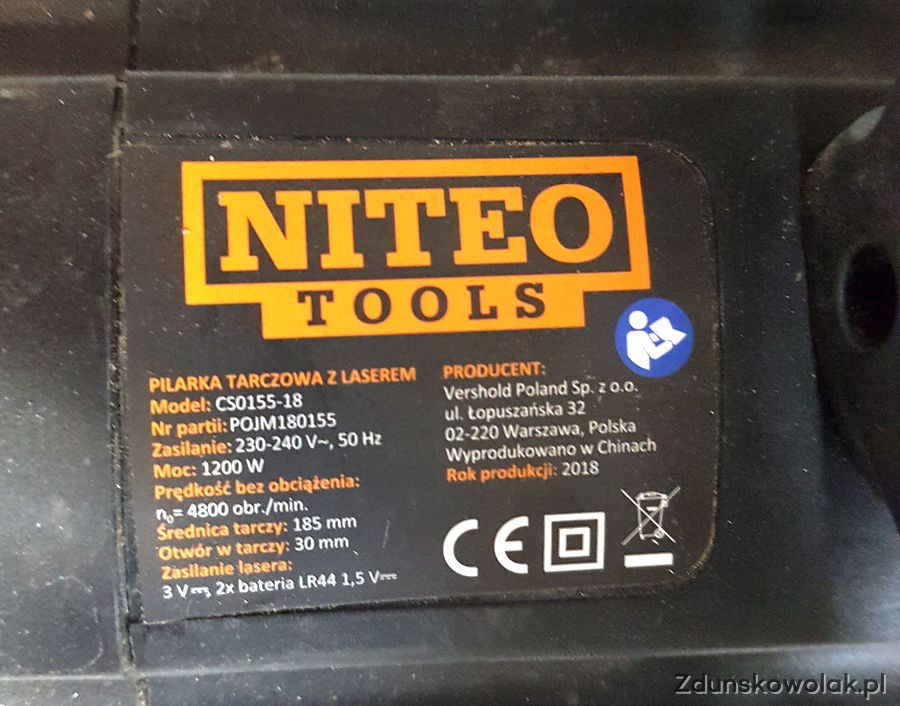 NITEO
TOOLS
PILARKA TARCZOWA Z LASEREM
Model: CS0155-18
Nr partii: POJM180155
Zasilanie: 230-240 V~, 50 Hz
Moc: 1200 W
Prędkość bez obciążenia:
n₀= 4800 obr./min.
Średnica tarczy: 185 mm
Otwór w tarczy: 30 mm
Zasilanie lasera:
3 V⎓, 2x bateria LR44 1,5 V⎓
PRODUCENT:
Vershold Poland Sp. z o.o.
ul. Łopuszańska 32
02-220 Warszawa, Polska
Wyprodukowano w Chinach
Rok produkcji: 2018
CE
Zdunskowolak.pl